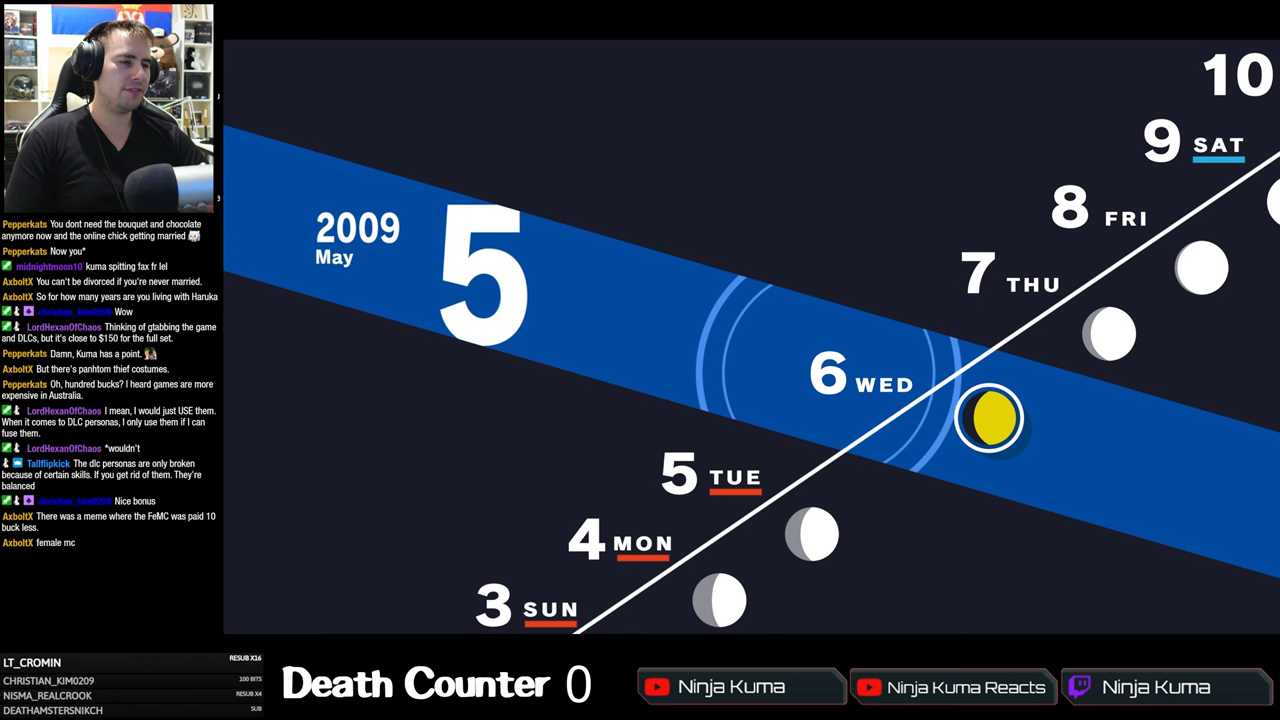 Pepperkats You dont need the bouquet and chocolate
anymore now and the online chick getting married
Pepperkats Now you*
midnightmoon10 kuma spitting fax fr lel
AxboltX You can't be divorced if you're never married.
AxboltX So for how many years are you living with Haruka
christian_kim0209 Wow
LordHexanOfChaos Thinking of gtabbing the game
and DLCs, but it's close to $150 for the full set.
Pepperkats Damn, Kuma has a point.
AxboltX But there's panhtom thief costumes.
Pepperkats Oh, hundred bucks? I heard games are more
expensive in Australia.
LordHexanOfChaos I mean, I would just USE them.
When it comes to DLC personas, I only use them if I can
fuse them.
LordHexanOfChaos *wouldn't
Tallflipkick The dlc personas are only broken
because of certain skills. If you get rid of them. They're
balanced
christian_kim0209 Nice bonus
AxboltX There was a meme where the FeMC was paid 10
buck less.
AxboltX female mc
2009
May
5
10
9 SAT
8 FRI
7 THU
6 WED
5 TUE
4 MON
3 SUN
LT_CROMIN RESUB X16
CHRISTIAN_KIM0209 100 BITS
NISMA_REALCROOK RESUB X4
DEATHAMSTERSNIKCH SUB
Death Counter 0
Ninja Kuma
Ninja Kuma Reacts
Ninja Kuma